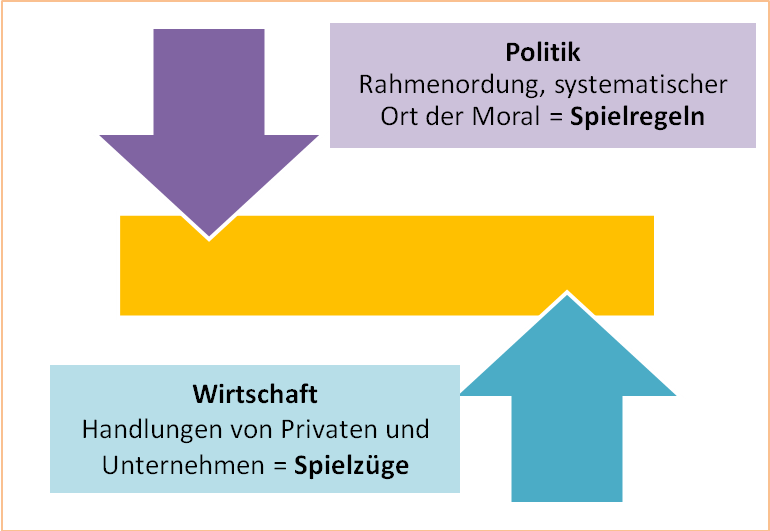 Politik
Rahmenordung, systematischer
Ort der Moral = Spielregeln
Wirtschaft
Handlungen von Privaten und
Unternehmen = Spielzüge